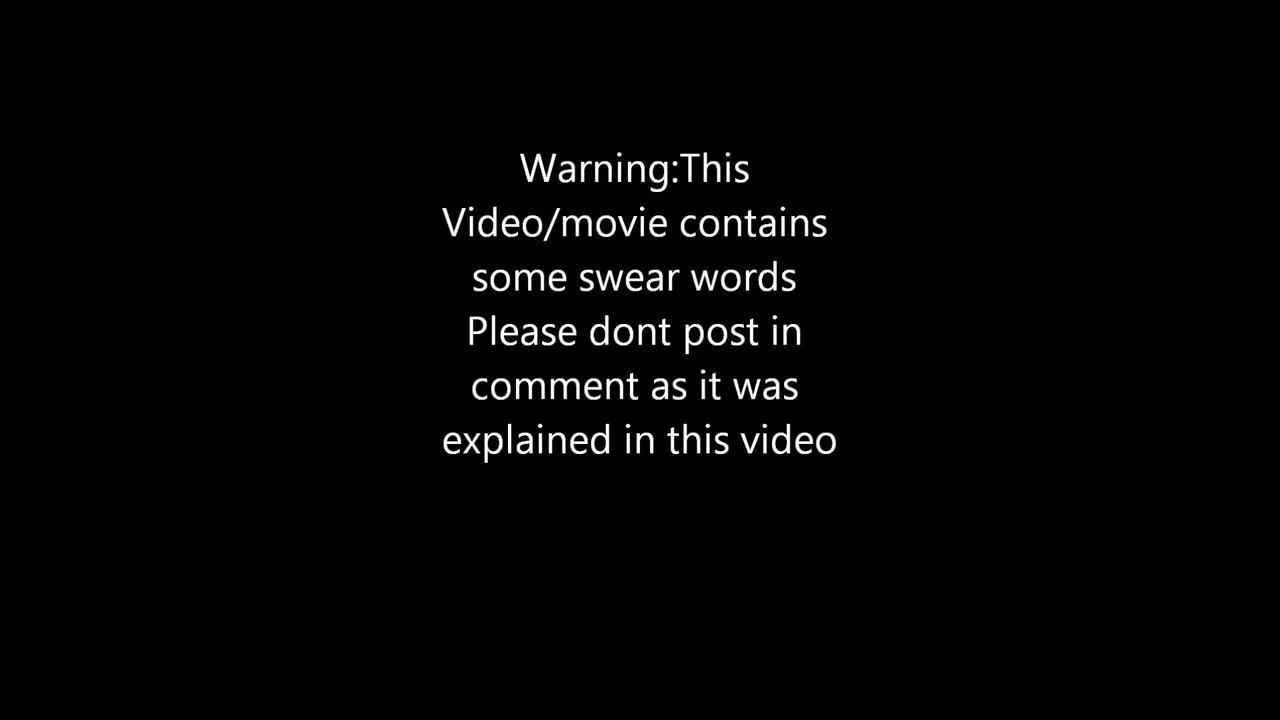 Warning:This
Video/movie contains
some swear words
Please dont post in
comment as it was
explained in this video